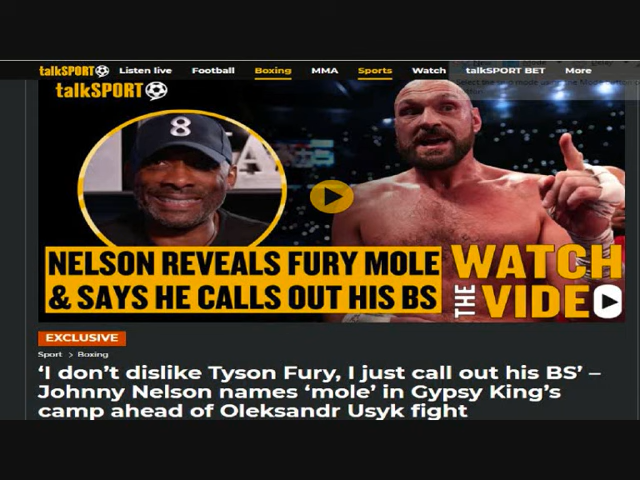 talkSPORT Listen live Football Boxing MMA Sports Watch talkSPORT BET More
talkSPORT
8
NELSON REVEALS FURY MOLE
& SAYS HE CALLS OUT HIS BS
WATCH
THE VIDEO
EXCLUSIVE
Sport > Boxing
‘I don’t dislike Tyson Fury, I just call out his BS’ –
Johnny Nelson names ‘mole’ in Gypsy King’s
camp ahead of Oleksandr Usyk fight